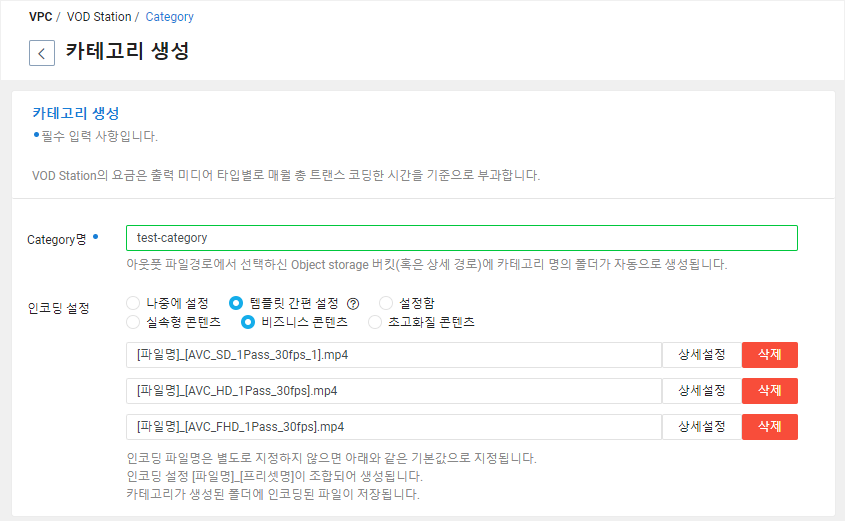 VPC / VOD Station / Category
카테고리 생성
카테고리 생성
필수 입력 사항입니다.
VOD Station의 요금은 출력 미디어 타입별로 매월 총 트랜스 코딩한 시간을 기준으로 부과합니다.
Category명
test-category
아웃풋 파일경로에서 선택하신 Object storage 버킷(혹은 상세 경로)에 카테고리 명의 폴더가 자동으로 생성됩니다.
인코딩 설정 나중에 설정 템플릿 간편 설정 ? 설정함
실속형 콘텐츠 비즈니스 콘텐츠 초고화질 콘텐츠
[파일명]_[AVC_SD_1Pass_30fps_1].mp4 상세설정 삭제
[파일명]_[AVC_HD_1Pass_30fps].mp4 상세설정 삭제
[파일명]_[AVC_FHD_1Pass_30fps].mp4 상세설정 삭제
인코딩 파일명은 별도로 지정하지 않으면 아래와 같은 기본값으로 지정됩니다.
인코딩 설정 [파일명]_[프리셋명]이 조합되어 생성됩니다.
카테고리가 생성된 폴더에 인코딩된 파일이 저장됩니다.